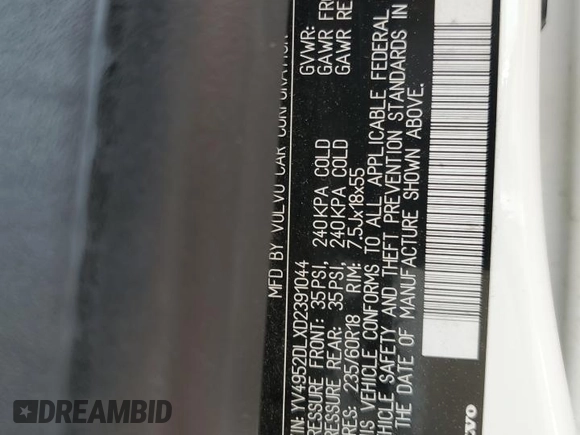 MFD BY VOLVO CAR CORPORATION
GVWR:
GAWR FRO
GAWR RE
IN: YV4952DLXD2391044
RESSURE FRONT: 35PSI, 240KPA COLD
RESSURE REAR: 35PSI, 240KPA COLD
RES: 235/60R18 RIM: 7.5Jx18x55
IS VEHICLE CONFORMS TO ALL APPLICABLE FEDERAL
HICLE SAFETY AND THEFT PREVENTION STANDARDS IN
THE DATE OF MANUFACTURE SHOWN ABOVE.
lvo
DREAMBID